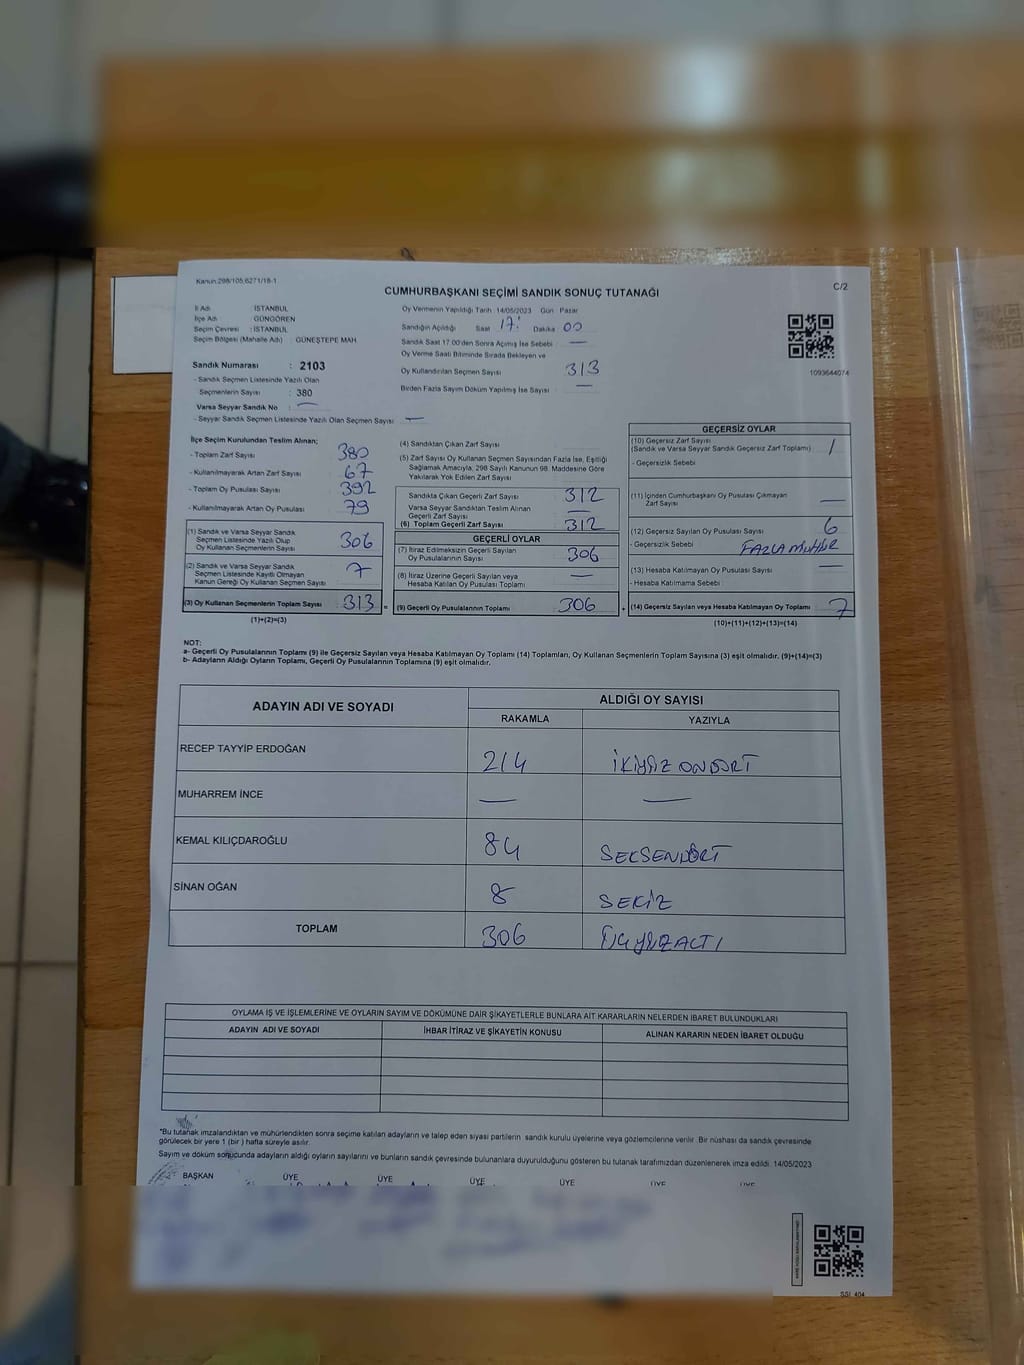 Kanun:298/105,6271/18-1
C/2
CUMHURBAŞKANI SEÇİMİ SANDIK SONUÇ TUTANAĞI
İl Adı : İSTANBUL
İlçe Adı : GÜNGÖREN
Seçim Çevresi : İSTANBUL
Seçim Bölgesi (Mahalle Adı) : GÜNEŞTEPE MAH
Sandık Numarası : 2103
- Sandık Seçmen Listesinde Yazılı Olan
Seçmenlerin Sayısı : 380
Varsa Seyyar Sandık No : —
- Seyyar Sandık Seçmen Listesinde Yazılı Olan Seçmen Sayısı : —
Oy Vermenin Yapıldığı Tarih 14/05/2023 Gün Pazar
Sandığın Açıldığı Saat 17: Dakika 00
Sandık Saat 17.00'den Sonra Açılmış İse Sebebi : —
Oy Verme Saati Bitiminde Sırada Bekleyen ve
Oy Kullandırılan Seçmen Sayısı 313
Birden Fazla Sayım Döküm Yapılmış İse Sayısı : —
1093644074
İlçe Seçim Kurulundan Teslim Alınan;
- Toplam Zarf Sayısı 380
- Kullanılmayarak Artan Zarf Sayısı 67
- Toplam Oy Pusulası Sayısı 392
- Kullanılmayarak Artan Oy Pusulası 79
(1) Sandık ve Varsa Seyyar Sandık
Seçmen Listesinde Yazılı Olup
Oy Kullanan Seçmenlerin Sayısı 306
(2) Sandık ve Varsa Seyyar Sandık
Seçmen Listesinde Kayıtlı Olmayan
Kanun Gereği Oy Kullanan Seçmen Sayısı 7
(3) Oy Kullanan Seçmenlerin Toplam Sayısı 313 =
(1)+(2)=(3)
(4) Sandıktan Çıkan Zarf Sayısı
(5) Zarf Sayısı Oy Kullanan Seçmen Sayısından Fazla İse, Eşitliği
Sağlamak Amacıyla, 298 Sayılı Kanunun 98. Maddesine Göre
Yakılarak Yok Edilen Zarf Sayısı
Sandıkta Çıkan Geçerli Zarf Sayısı 312
Varsa Seyyar Sandıktan Teslim Alınan
Geçerli Zarf Sayısı —
(6) Toplam Geçerli Zarf Sayısı 312
GEÇERLİ OYLAR
(7) İtiraz Edilmeksizin Geçerli Sayılan
Oy Pusulalarının Sayısı 306
(8) İtiraz Üzerine Geçerli Sayılan veya
Hesaba Katılan Oy Pusulası Toplamı —
(9) Geçerli Oy Pusulalarının Toplamı 306 +
GEÇERSİZ OYLAR
(10) Geçersiz Zarf Sayısı 1
(Sandık ve Varsa Seyyar Sandık Geçersiz Zarf Toplamı)
- Geçersizlik Sebebi
(11) İçinden Cumhurbaşkanı Oy Pusulası Çıkmayan
Zarf Sayısı —
(12) Geçersiz Sayılan Oy Pusulası Sayısı 6
- Geçersizlik Sebebi FAZLA MÜHÜR
(13) Hesaba Katılmayan Oy Pusulası Sayısı —
- Hesaba Katılmama Sebebi
(14) Geçersiz Sayılan veya Hesaba Katılmayan Oy Toplamı 7
(10)+(11)+(12)+(13)=(14)
NOT:
a- Geçerli Oy Pusulalarının Toplamı (9) ile Geçersiz Sayılan veya Hesaba Katılmayan Oy Toplamı (14) Toplamları, Oy Kullanan Seçmenlerin Toplam Sayısına (3) eşit olmalıdır. (9)+(14)=(3)
b- Adayların Aldığı Oyların Toplamı, Geçerli Oy Pusulalarının Toplamına (9) eşit olmalıdır.
ADAYIN ADI VE SOYADI ALDIĞI OY SAYISI
RAKAMLA YAZIYLA
RECEP TAYYİP ERDOĞAN 214 İKİYÜZ ONDÖRT
MUHARREM İNCE — —
KEMAL KILIÇDAROĞLU 84 SEKSENDÖRT
SİNAN OĞAN 8 SEKİZ
TOPLAM 306 ÜÇYÜZALTI
OYLAMA İŞ VE İŞLEMLERİNE VE OYLARIN SAYIM VE DÖKÜMÜNE DAİR ŞİKAYETLERLE BUNLARA AİT KARARLARIN NELERDEN İBARET BULUNDUKLARI
ADAYIN ADI VE SOYADI İHBAR İTİRAZ VE ŞİKAYETİN KONUSU ALINAN KARARIN NEDEN İBARET OLDUĞU
*Bu tutanak imzalandıktan ve mühürlendikten sonra seçime katılan adayların ve talep eden siyasi partilerin sandık kurulu üyelerine veya gözlemcilerine verilir. Bir nüshası da sandık çevresinde
görülecek bir yere 1 (bir) hafta süreyle asılır.
Sayım ve döküm sonucunda adayların aldığı oyların sayılarını ve bunların sandık çevresinde bulunanlara duyurulduğunu gösteren bu tutanak tarafımızdan düzenlenerek imza edildi. 14/05/2023
BAŞKAN ÜYE ÜYE ÜYE ÜYE ÜYE ÜYE